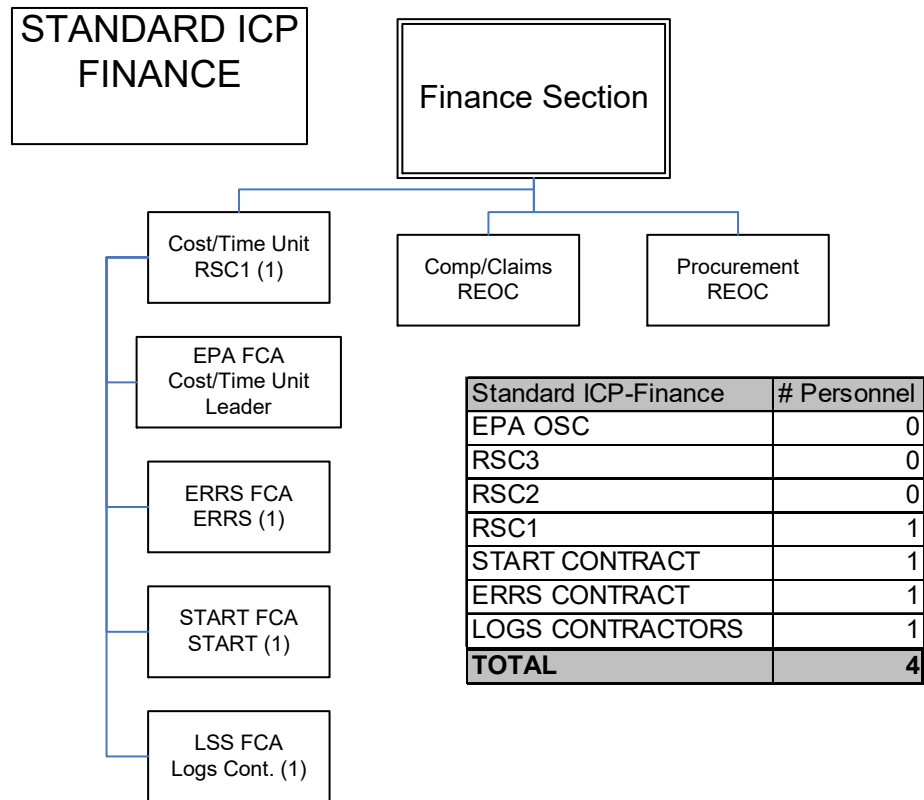 STANDARD ICP
FINANCE
Finance Section
Cost/Time Unit
RSC1 (1)
Comp/Claims
REOC
Procurement
REOC
EPA FCA
Cost/Time Unit
Leader
ERRS FCA
ERRS (1)
START FCA
START (1)
LSS FCA
Logs Cont. (1)
Standard ICP-Finance # Personnel
EPA OSC 0
RSC3 0
RSC2 0
RSC1 1
START CONTRACT 1
ERRS CONTRACT 1
LOGS CONTRACTORS 1
TOTAL 4